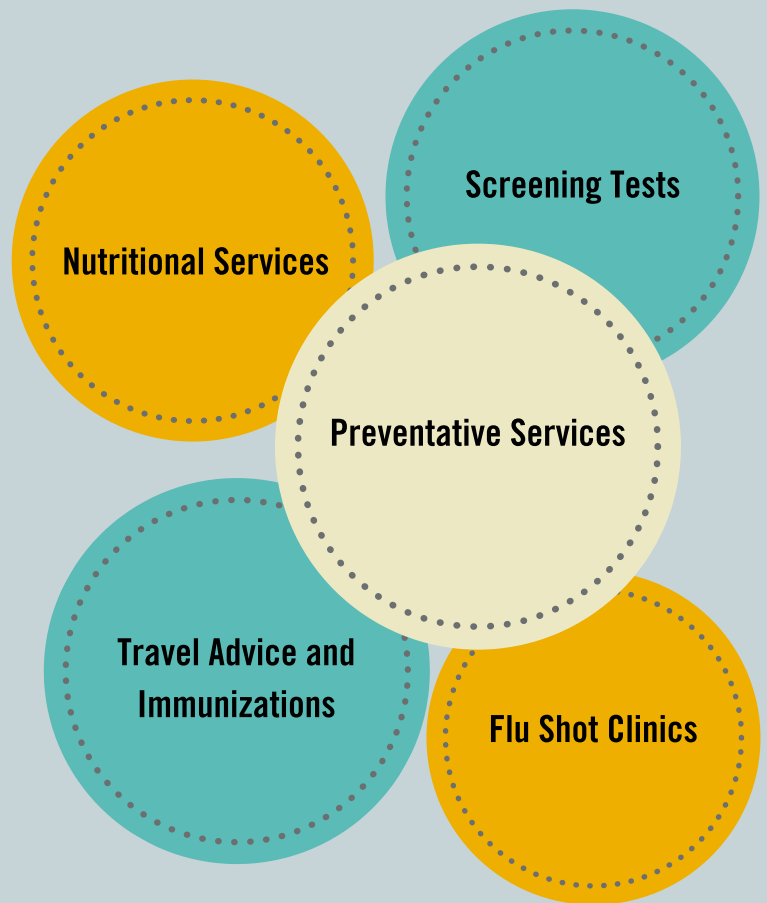 Screening Tests
Nutritional Services
Preventative Services
Travel Advice and
Immunizations
Flu Shot Clinics